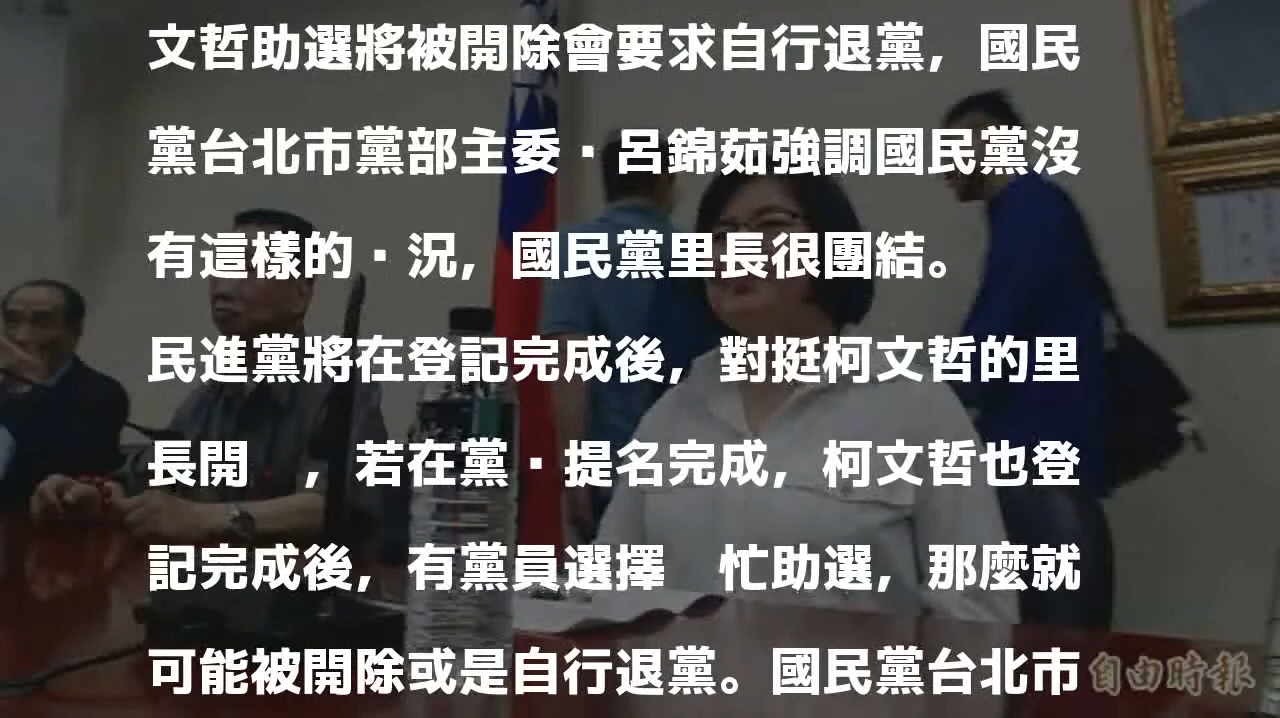 文哲助選將被開除會要求自行退黨，國民
黨台北市黨部主委·呂錦茹強調國民黨沒
有這樣的·況，國民黨里長很團結。
民進黨將在登記完成後，對挺柯文哲的里
長開　，若在黨·提名完成，柯文哲也登
記完成後，有黨員選擇　忙助選，那麼就
可能被開除或是自行退黨。國民黨台北市
自由時報